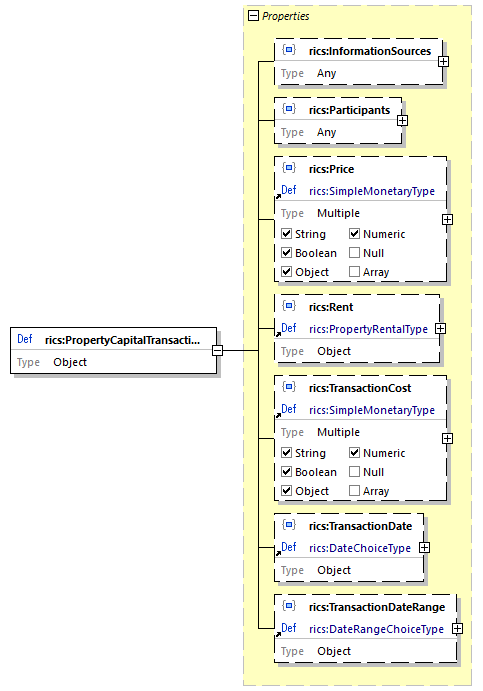 Properties
rics:InformationSources
Type Any
rics:Participants
Type Any
rics:Price
Def rics:SimpleMonetaryType
Type Multiple
String Numeric
Boolean Null
Object Array
rics:Rent
Def rics:PropertyRentalType
Type Object
Def rics:PropertyCapitalTransacti...
Type Object
rics:TransactionCost
Def rics:SimpleMonetaryType
Type Multiple
String Numeric
Boolean Null
Object Array
rics:TransactionDate
Def rics:DateChoiceType
Type Object
rics:TransactionDateRange
Def rics:DateRangeChoiceType
Type Object